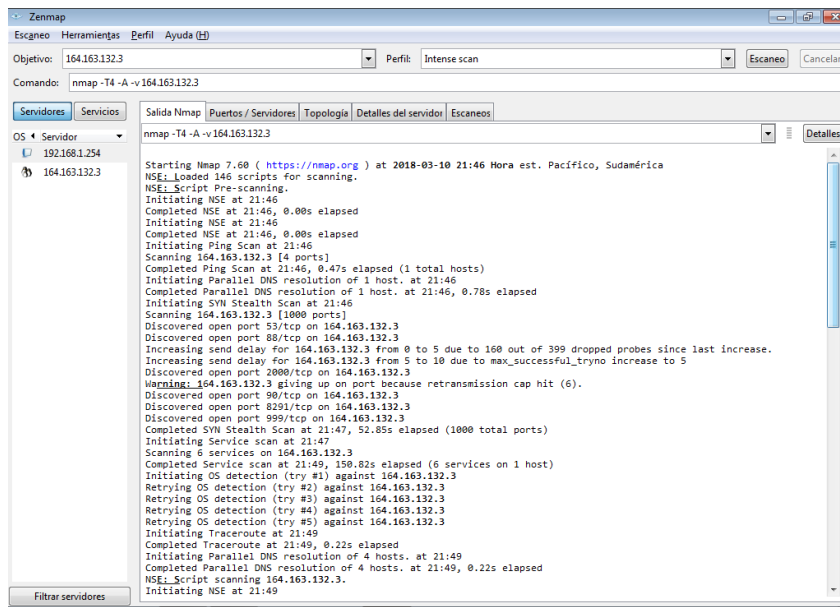 Zenmap
Escaneo Herramientas Perfil Ayuda (H)
Objetivo: 164.163.132.3 Perfil: Intense scan Escaneo Cancelar
Comando: nmap -T4 -A -v 164.163.132.3
Servidores Servicios Salida Nmap Puertos / Servidores Topología Detalles del servidor Escaneos
OS Servidor
192.168.1.254
164.163.132.3
Filtrar servidores
nmap -T4 -A -v 164.163.132.3 Detalles
Starting Nmap 7.60 ( https://nmap.org ) at 2018-03-10 21:46 Hora est. Pacífico, Sudamérica
NSE: Loaded 146 scripts for scanning.
NSE: Script Pre-scanning.
Initiating NSE at 21:46
Completed NSE at 21:46, 0.00s elapsed
Initiating NSE at 21:46
Completed NSE at 21:46, 0.00s elapsed
Initiating Ping Scan at 21:46
Scanning 164.163.132.3 [4 ports]
Completed Ping Scan at 21:46, 0.47s elapsed (1 total hosts)
Initiating Parallel DNS resolution of 1 host. at 21:46
Completed Parallel DNS resolution of 1 host. at 21:46, 0.78s elapsed
Initiating SYN Stealth Scan at 21:46
Scanning 164.163.132.3 [1000 ports]
Discovered open port 53/tcp on 164.163.132.3
Discovered open port 88/tcp on 164.163.132.3
Increasing send delay for 164.163.132.3 from 0 to 5 due to 160 out of 399 dropped probes since last increase.
Increasing send delay for 164.163.132.3 from 5 to 10 due to max_successful_tryno increase to 5
Discovered open port 2000/tcp on 164.163.132.3
Warning: 164.163.132.3 giving up on port because retransmission cap hit (6).
Discovered open port 90/tcp on 164.163.132.3
Discovered open port 8291/tcp on 164.163.132.3
Discovered open port 999/tcp on 164.163.132.3
Completed SYN Stealth Scan at 21:47, 52.85s elapsed (1000 total ports)
Initiating Service scan at 21:47
Scanning 6 services on 164.163.132.3
Completed Service scan at 21:49, 150.82s elapsed (6 services on 1 host)
Initiating OS detection (try #1) against 164.163.132.3
Retrying OS detection (try #2) against 164.163.132.3
Retrying OS detection (try #3) against 164.163.132.3
Retrying OS detection (try #4) against 164.163.132.3
Retrying OS detection (try #5) against 164.163.132.3
Initiating Traceroute at 21:49
Completed Traceroute at 21:49, 0.22s elapsed
Initiating Parallel DNS resolution of 4 hosts. at 21:49
Completed Parallel DNS resolution of 4 hosts. at 21:49, 0.22s elapsed
NSE: Script scanning 164.163.132.3.
Initiating NSE at 21:49